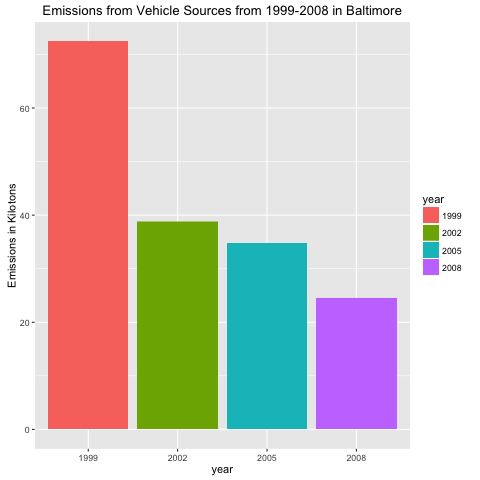 Emissions from Vehicle Sources from 1999-2008 in Baltimore
Emissions in Kilotons
60
40
20
0
1999 2002 2005 2008
year
year
1999
2002
2005
2008